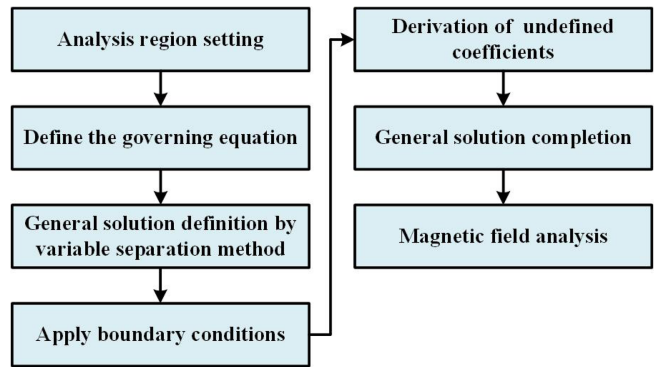 Analysis region setting
Define the governing equation
General solution definition by
variable separation method
Apply boundary conditions
Derivation of undefined
coefficients
General solution completion
Magnetic field analysis